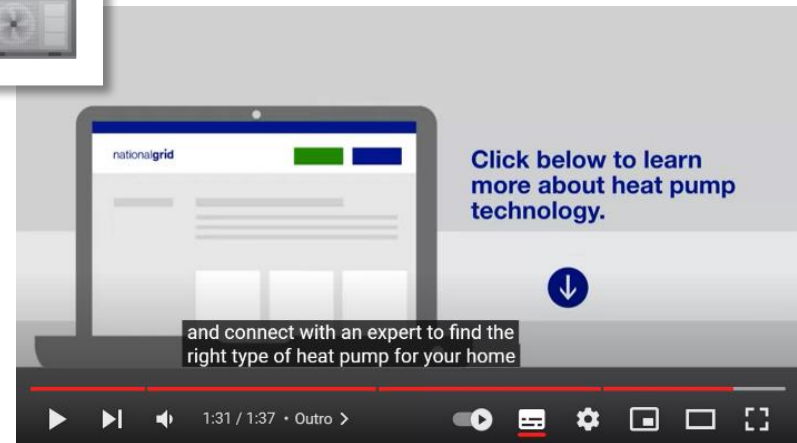 nationalgrid
Click below to learn
more about heat pump
technology.
and connect with an expert to find the
right type of heat pump for your home
1:31 / 1:37 • Outro